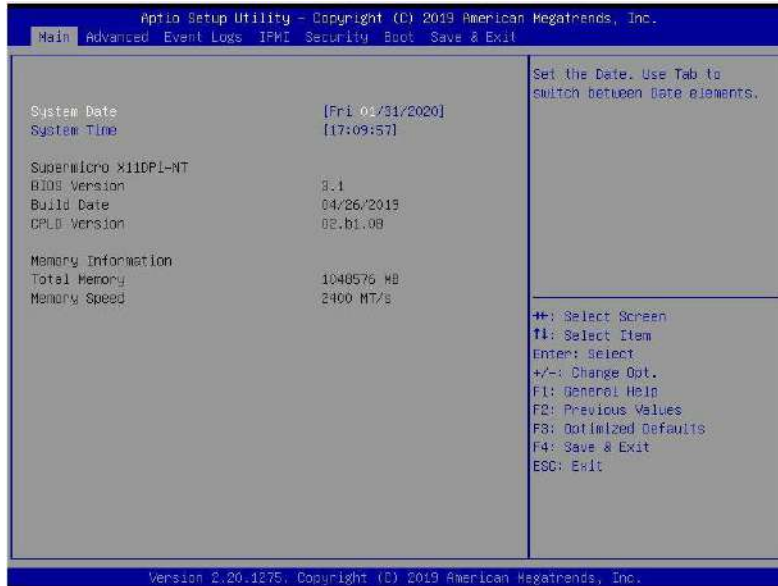 Aptio Setup Utility - Copyright (C) 2019 American Megatrends, Inc.
Main Advanced Event Logs IPMI Security Boot Save & Exit
Set the Date. Use Tab to
switch between Date elements.
System Date [Fri 01/31/2020]
System Time [17:09:57]
Supermicro X11DPi-NT
BIOS Version 3.1
Build Date 04/26/2019
CPLD Version 02.b1.08
Memory Information
Total Memory 1048576 MB
Memory Speed 2400 MT/s
→←: Select Screen
↑↓: Select Item
Enter: Select
+/-: Change Opt.
F1: General Help
F2: Previous Values
F3: Optimized Defaults
F4: Save & Exit
ESC: Exit
Version 2.20.1275. Copyright (C) 2019 American Megatrends, Inc.